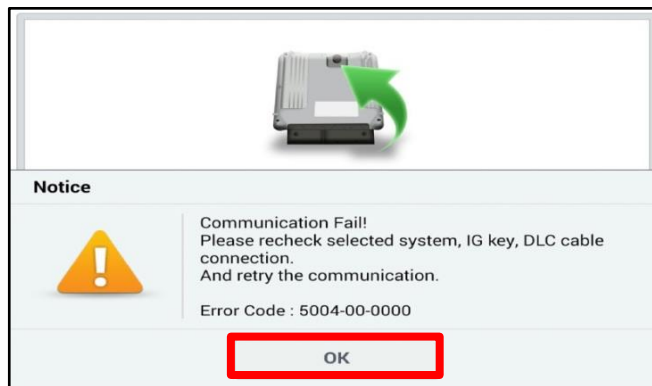 Notice
Communication Fail!
Please recheck selected system, IG key, DLC cable
connection.
And retry the communication.
Error Code : 5004-00-0000
OK